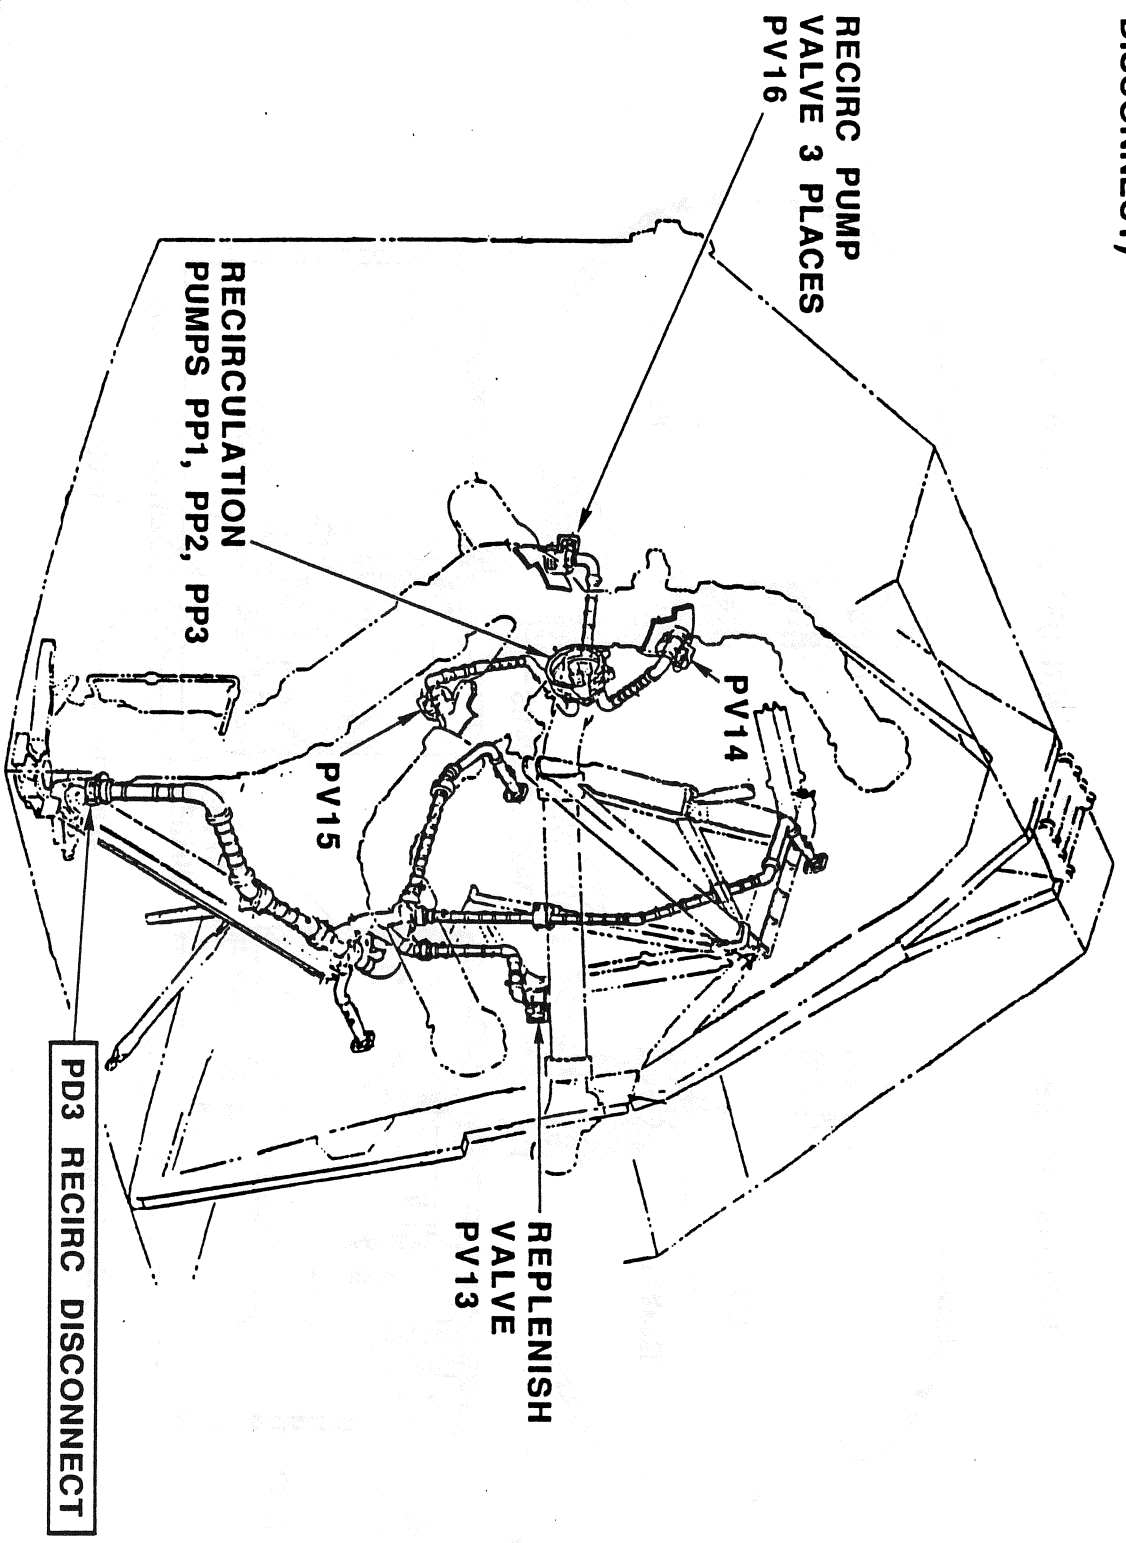 RECIRC PUMP
VALVE 3 PLACES
PV16
RECIRCULATION
PUMPS PP1, PP2, PP3
PV14
PV15
REPLENISH
VALVE
PV13
PD3 RECIRC DISCONNECT